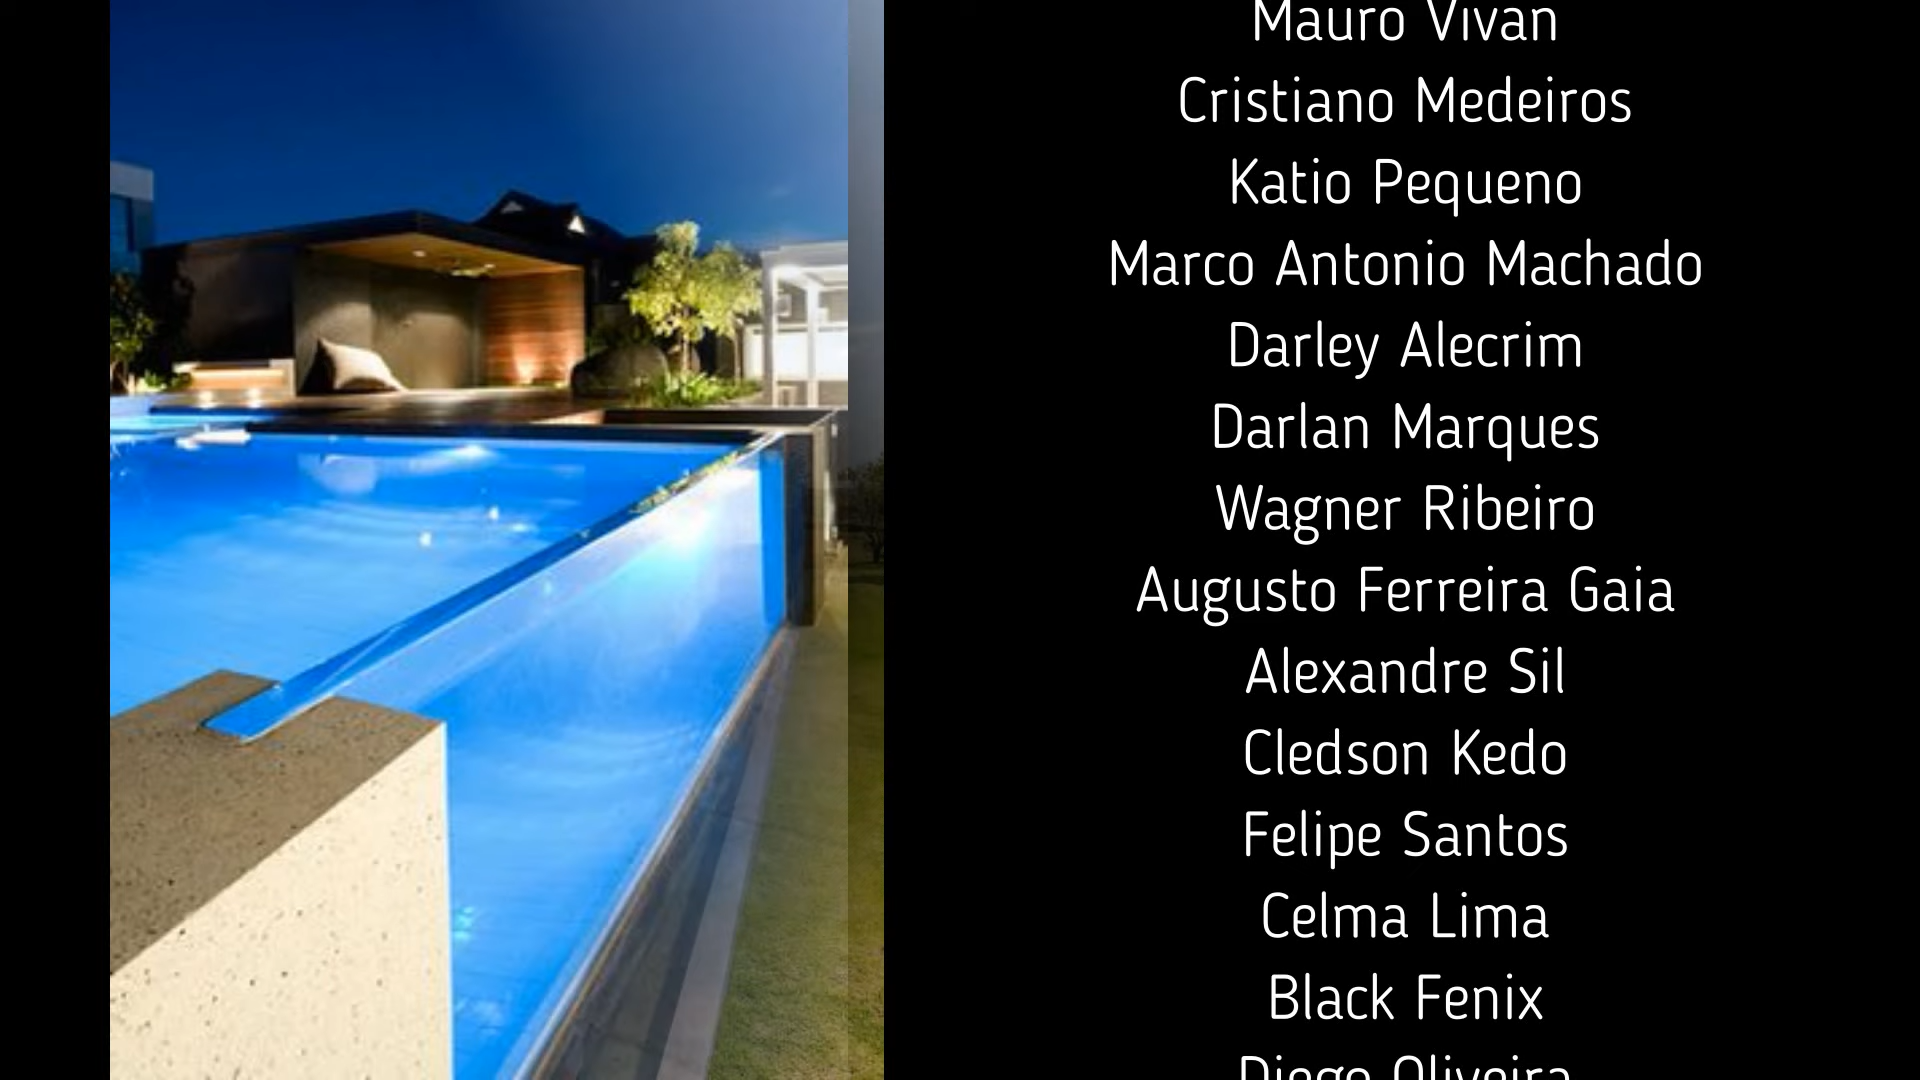 Mauro Vivan
Cristiano Medeiros
Katio Pequeno
Marco Antonio Machado
Darley Alecrim
Darlan Marques
Wagner Ribeiro
Augusto Ferreira Gaia
Alexandre Sil
Cledson Kedo
Felipe Santos
Celma Lima
Black Fenix
Diego Oliveira